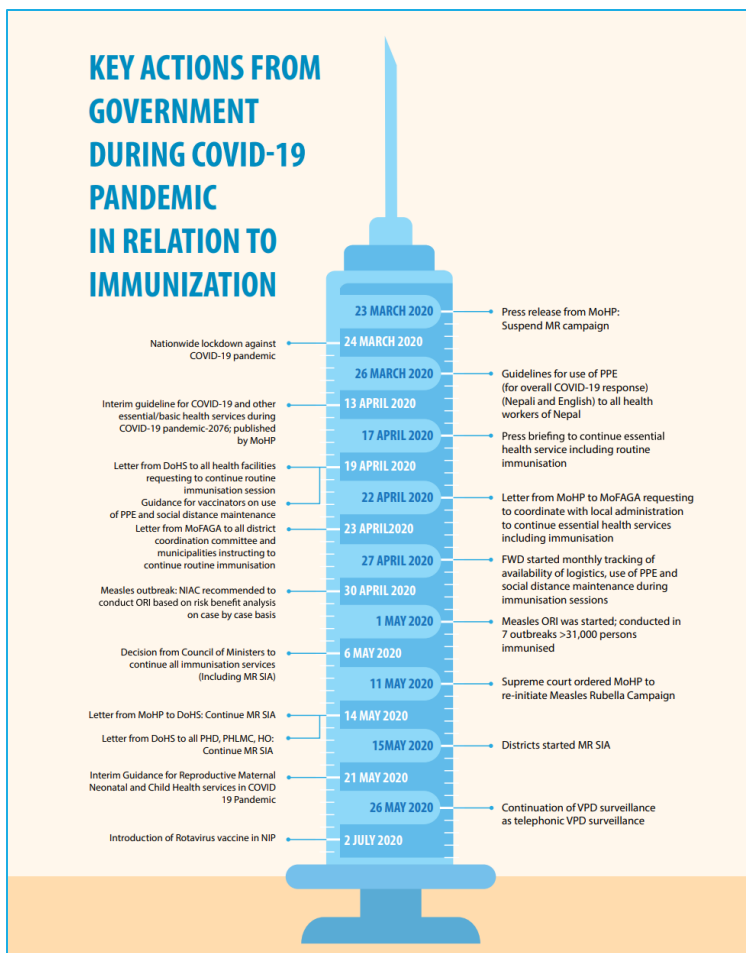 KEY ACTIONS FROM
GOVERNMENT
DURING COVID-19
PANDEMIC
IN RELATION TO
IMMUNIZATION
23 MARCH 2020
Press release from MoHP:
Suspend MR campaign
Nationwide lockdown against
COVID-19 pandemic
24 MARCH 2020
26 MARCH 2020
Guidelines for use of PPE
(for overall COVID-19 response)
(Nepali and English) to all health
workers of Nepal
Interim guideline for COVID-19 and other
essential/basic health services during
COVID-19 pandemic-2076; published
by MoHP
13 APRIL 2020
17 APRIL 2020
Press briefing to continue essential
health service including routine
immunisation
Letter from DoHS to all health facilities
requesting to continue routine
immunisation session
Guidance for vaccinators on use
of PPE and social distance maintenance
19 APRIL 2020
22 APRIL 2020
Letter from MoHP to MoFAGA requesting
to coordinate with local administration
to continue essential health services
including immunisation
Letter from MoFAGA to all district
coordination committee and
municipalities instructing to
continue routine immunisation
23 APRIL2020
27 APRIL 2020
FWD started monthly tracking of
availability of logistics, use of PPE and
social distance maintenance during
immunisation sessions
Measles outbreak: NIAC recommended to
conduct ORI based on risk benefit analysis
on case by case basis
30 APRIL 2020
1 MAY 2020
Measles ORI was started; conducted in
7 outbreaks >31,000 persons
immunised
Decision from Council of Ministers to
continue all immunisation services
(Including MR SIA)
6 MAY 2020
11 MAY 2020
Supreme court ordered MoHP to
re-initiate Measles Rubella Campaign
Letter from MoHP to DoHS: Continue MR SIA
Letter from DoHS to all PHD, PHLMC, HO:
Continue MR SIA
14 MAY 2020
15MAY 2020
Districts started MR SIA
Interim Guidance for Reproductive Maternal
Neonatal and Child Health services in COVID
19 Pandemic
21 MAY 2020
26 MAY 2020
Continuation of VPD surveillance
as telephonic VPD surveillance
Introduction of Rotavirus vaccine in NIP
2 JULY 2020